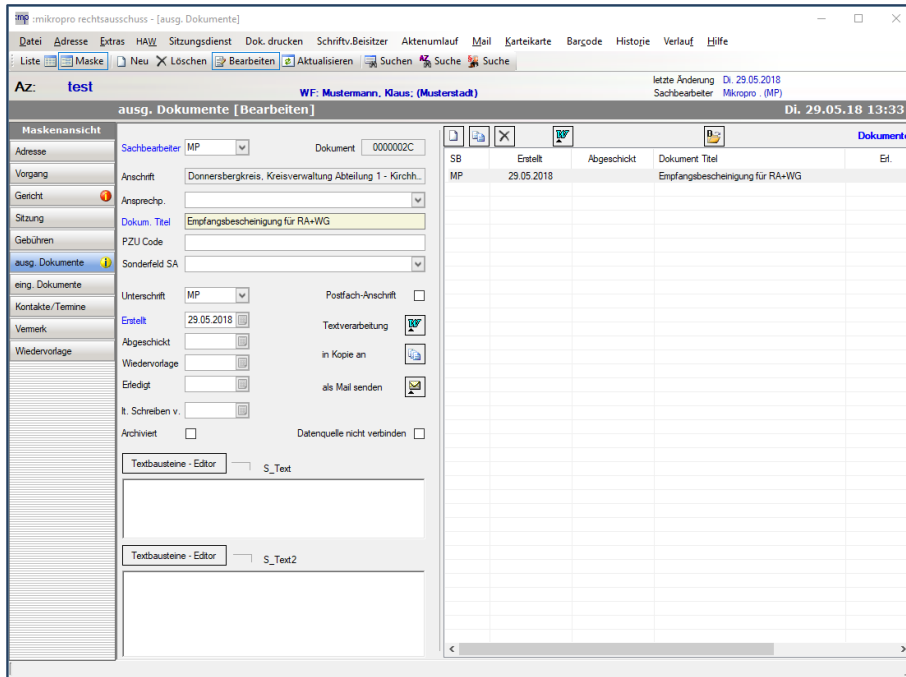 :mp :mikropro rechtsausschuss - [ausg. Dokumente]
Datei Adresse Extras HAW Sitzungsdienst Dok. drucken Schriftv.Beisitzer Aktenumlauf Mail Karteikarte Barcode Historie Verlauf Hilfe
Liste Maske Neu Löschen Bearbeiten Aktualisieren Suchen Suche Suche
Az: test
WF: Mustermann, Klaus; (Musterstadt)
letzte Änderung Di. 29.05.2018
Sachbearbeiter Mikropro . (MP)
ausg. Dokumente [Bearbeiten] Di. 29.05.18 13:33
Maskenansicht
Adresse
Vorgang
Gericht
Sitzung
Gebühren
ausg. Dokumente
eing. Dokumente
Kontakte/Termine
Vermerk
Wiedervorlage
Sachbearbeiter MP Dokument 0000002C
Anschrift Donnersbergkreis, Kreisverwaltung Abteilung 1 - Kirchh...
Ansprechp.
Dokum. Titel Empfangsbescheinigung für RA+WG
PZU Code
Sonderfeld SA
Unterschrift MP Postfach-Anschrift
Erstellt 29.05.2018 Textverarbeitung
Abgeschickt
in Kopie an
Wiedervorlage
Erledigt als Mail senden
lt. Schreiben v.
Archiviert Datenquelle nicht verbinden
Textbausteine - Editor S_Text
Textbausteine - Editor S_Text2
Dokumente
SB Erstellt Abgeschickt Dokument Titel Erl.
MP 29.05.2018 Empfangsbescheinigung für RA+WG